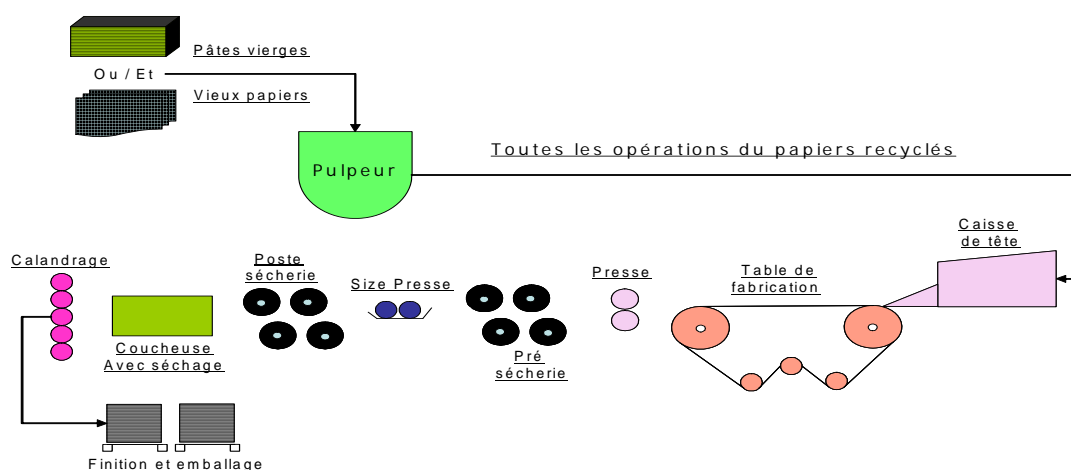 Pâtes vierges
Ou / Et
Vieux papiers
Toutes les opérations du papiers recyclés
Pulpeur
Caisse
de tête
Calandrage
Poste
sécherie
Size Presse
Presse
Table de
fabrication
Coucheuse
Avec séchage
Pré
sécherie
Finition et emballage